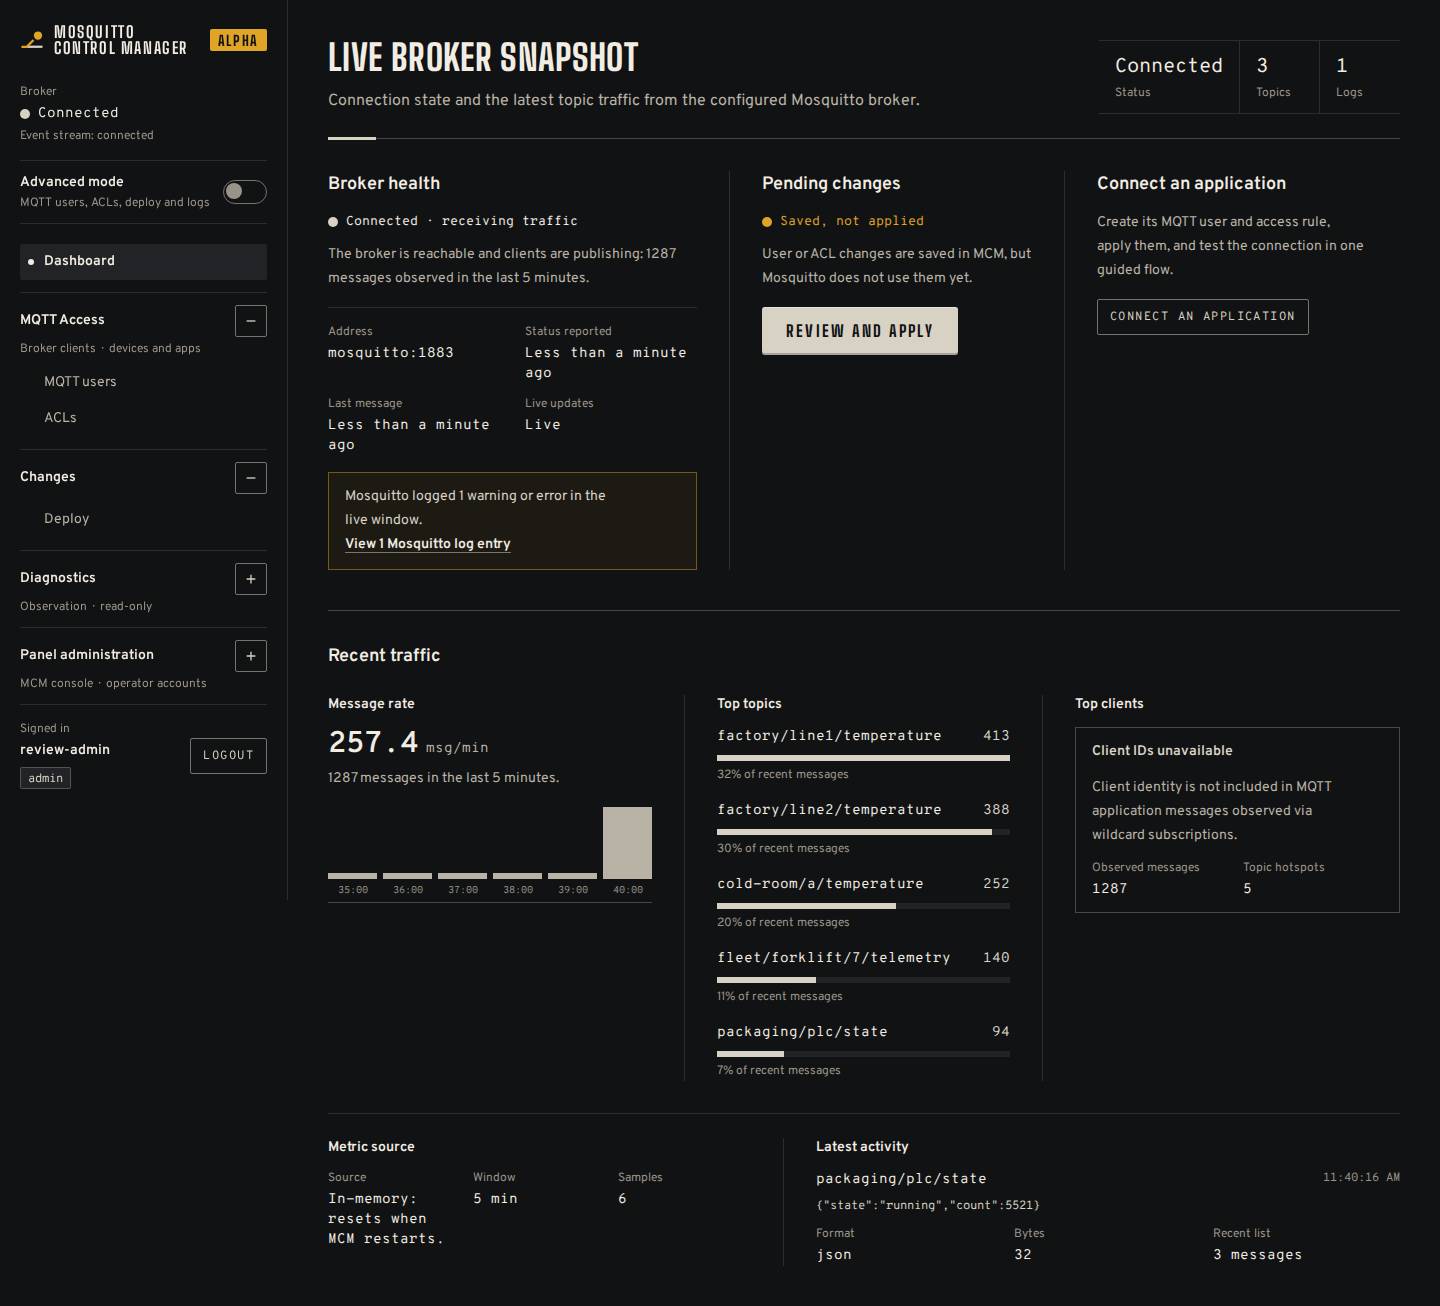 MOSQUITTO
CONTROL MANAGER
ALPHA
Broker
Connected
Event stream: connected
Advanced mode
MQTT users, ACLs, deploy and logs
Dashboard
MQTT Access
Broker clients · devices and apps
MQTT users
ACLs
Changes
Deploy
Diagnostics
Observation · read-only
Panel administration
MCM console · operator accounts
Signed in
review-admin
admin
LOGOUT
LIVE BROKER SNAPSHOT
Connection state and the latest topic traffic from the configured Mosquitto broker.
Connected
Status
3
Topics
1
Logs
Broker health
Connected · receiving traffic
The broker is reachable and clients are publishing: 1287
messages observed in the last 5 minutes.
Address
mosquitto:1883
Status reported
Less than a minute
ago
Last message
Less than a minute
ago
Live updates
Live
Mosquitto logged 1 warning or error in the
live window.
View 1 Mosquitto log entry
Pending changes
Saved, not applied
User or ACL changes are saved in MCM, but
Mosquitto does not use them yet.
REVIEW AND APPLY
Connect an application
Create its MQTT user and access rule,
apply them, and test the connection in one
guided flow.
CONNECT AN APPLICATION
Recent traffic
Message rate
257.4 msg/min
1287 messages in the last 5 minutes.
35:00 36:00 37:00 38:00 39:00 40:00
Top topics
factory/line1/temperature 413
32% of recent messages
factory/line2/temperature 388
30% of recent messages
cold-room/a/temperature 252
20% of recent messages
fleet/forklift/7/telemetry 140
11% of recent messages
packaging/plc/state 94
7% of recent messages
Top clients
Client IDs unavailable
Client identity is not included in MQTT
application messages observed via
wildcard subscriptions.
Observed messages
1287
Topic hotspots
5
Metric source
Source
In-memory:
resets when
MCM restarts.
Window
5 min
Samples
6
Latest activity
packaging/plc/state 11:40:16 AM
{"state":"running","count":5521}
Format
json
Bytes
32
Recent list
3 messages